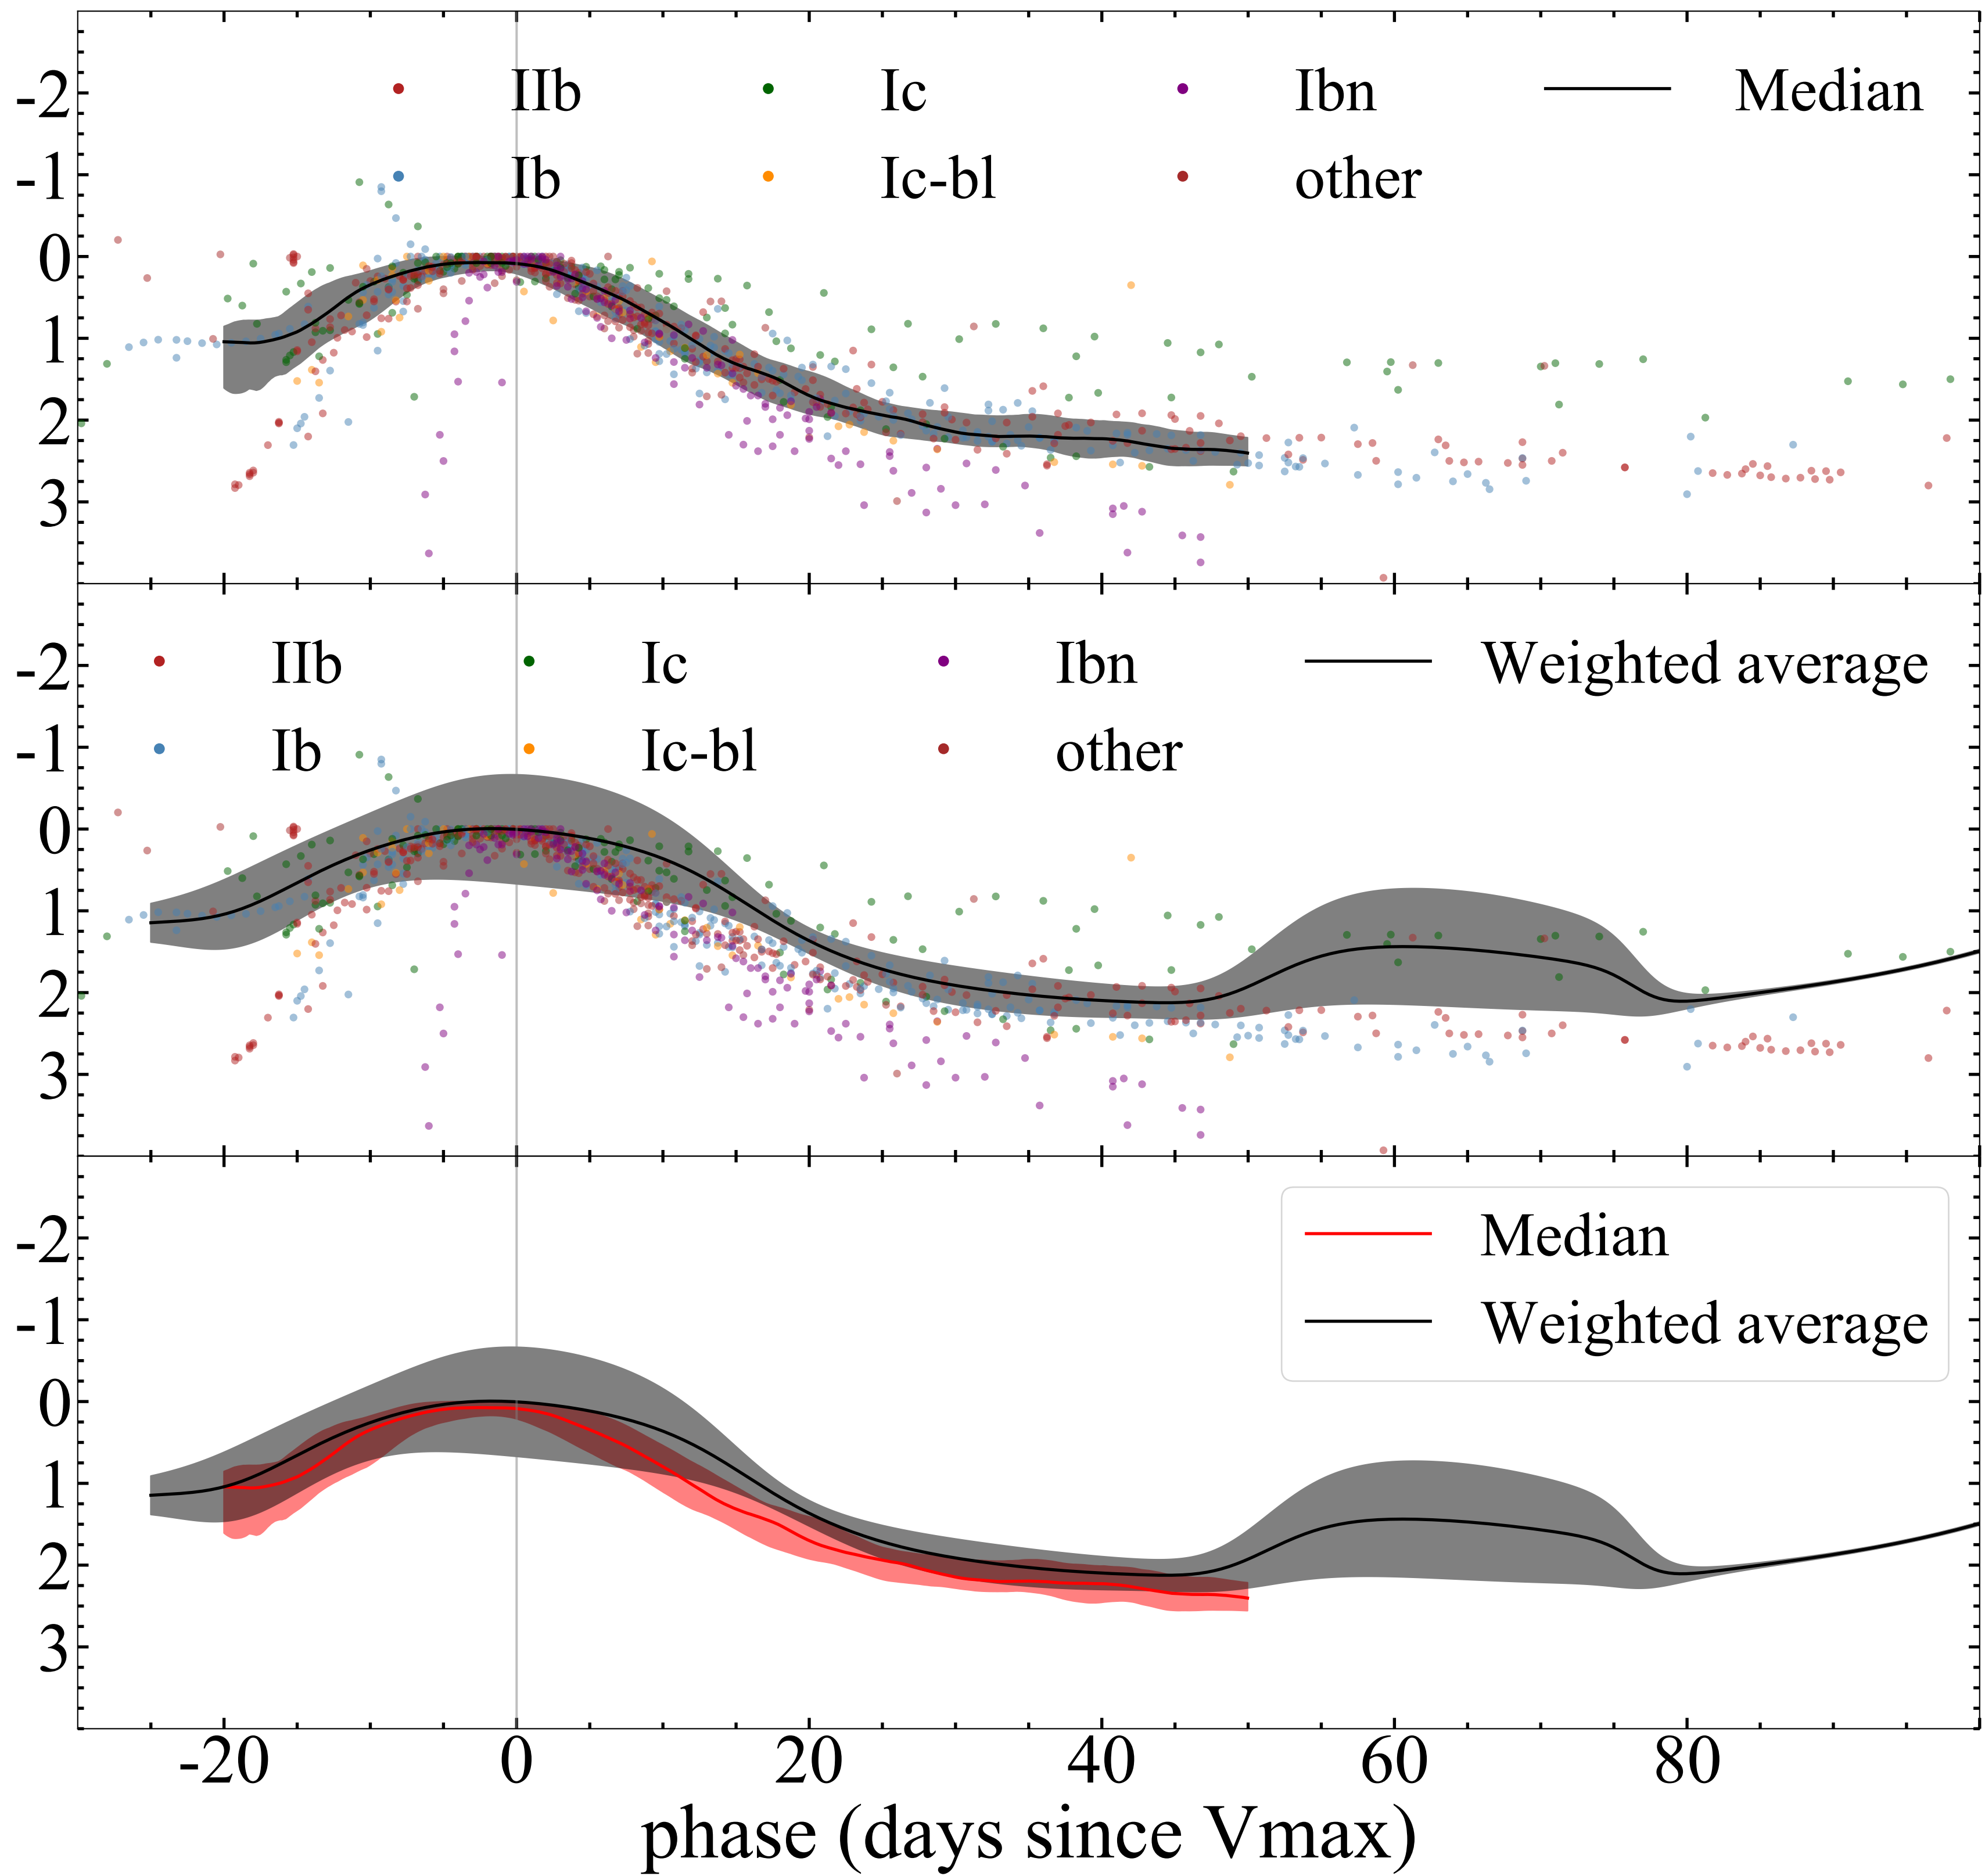 IIb Ic Ibn Median
Ib Ic-bl other
-2
-1
0
1
2
3
IIb Ic Ibn Weighted average
Ib Ic-bl other
-2
-1
0
1
2
3
Median
Weighted average
-2
-1
0
1
2
3
-20 0 20 40 60 80
phase (days since Vmax)